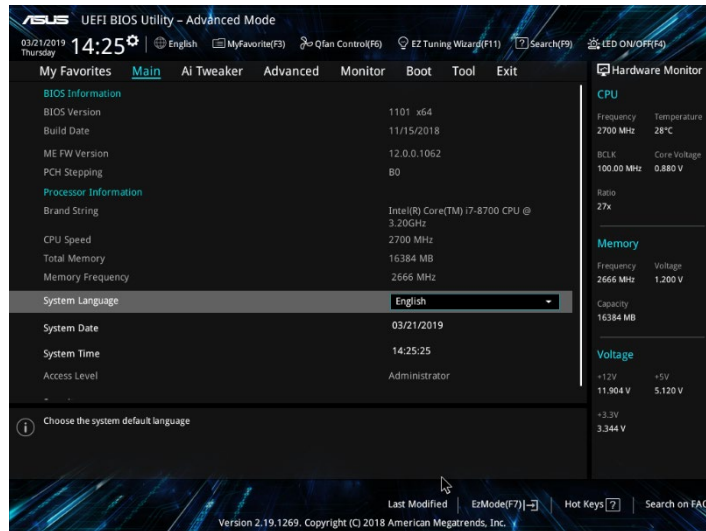 ASUS UEFI BIOS Utility – Advanced Mode
03/21/2019 Thursday 14:25 English MyFavorite(F3) Qfan Control(F6) EZ Tuning Wizard(F11) ? Search(F9) LED ON/OFF(F4)
My Favorites Main Ai Tweaker Advanced Monitor Boot Tool Exit
BIOS Information
BIOS Version 1101 x64
Build Date 11/15/2018
ME FW Version 12.0.0.1062
PCH Stepping B0
Processor Information
Brand String Intel(R) Core(TM) i7-8700 CPU @
3.20GHz
CPU Speed 2700 MHz
Total Memory 16384 MB
Memory Frequency 2666 MHz
System Language English
System Date 03/21/2019
System Time 14:25:25
Access Level Administrator
i Choose the system default language
Hardware Monitor
CPU
Frequency Temperature
2700 MHz 28°C
BCLK Core Voltage
100.00 MHz 0.880 V
Ratio
27x
Memory
Frequency Voltage
2666 MHz 1.200 V
Capacity
16384 MB
Voltage
+12V +5V
11.904 V 5.120 V
+3.3V
3.344 V
Last Modified EzMode(F7) Hot Keys ? Search on FAQ
Version 2.19.1269. Copyright (C) 2018 American Megatrends, Inc.